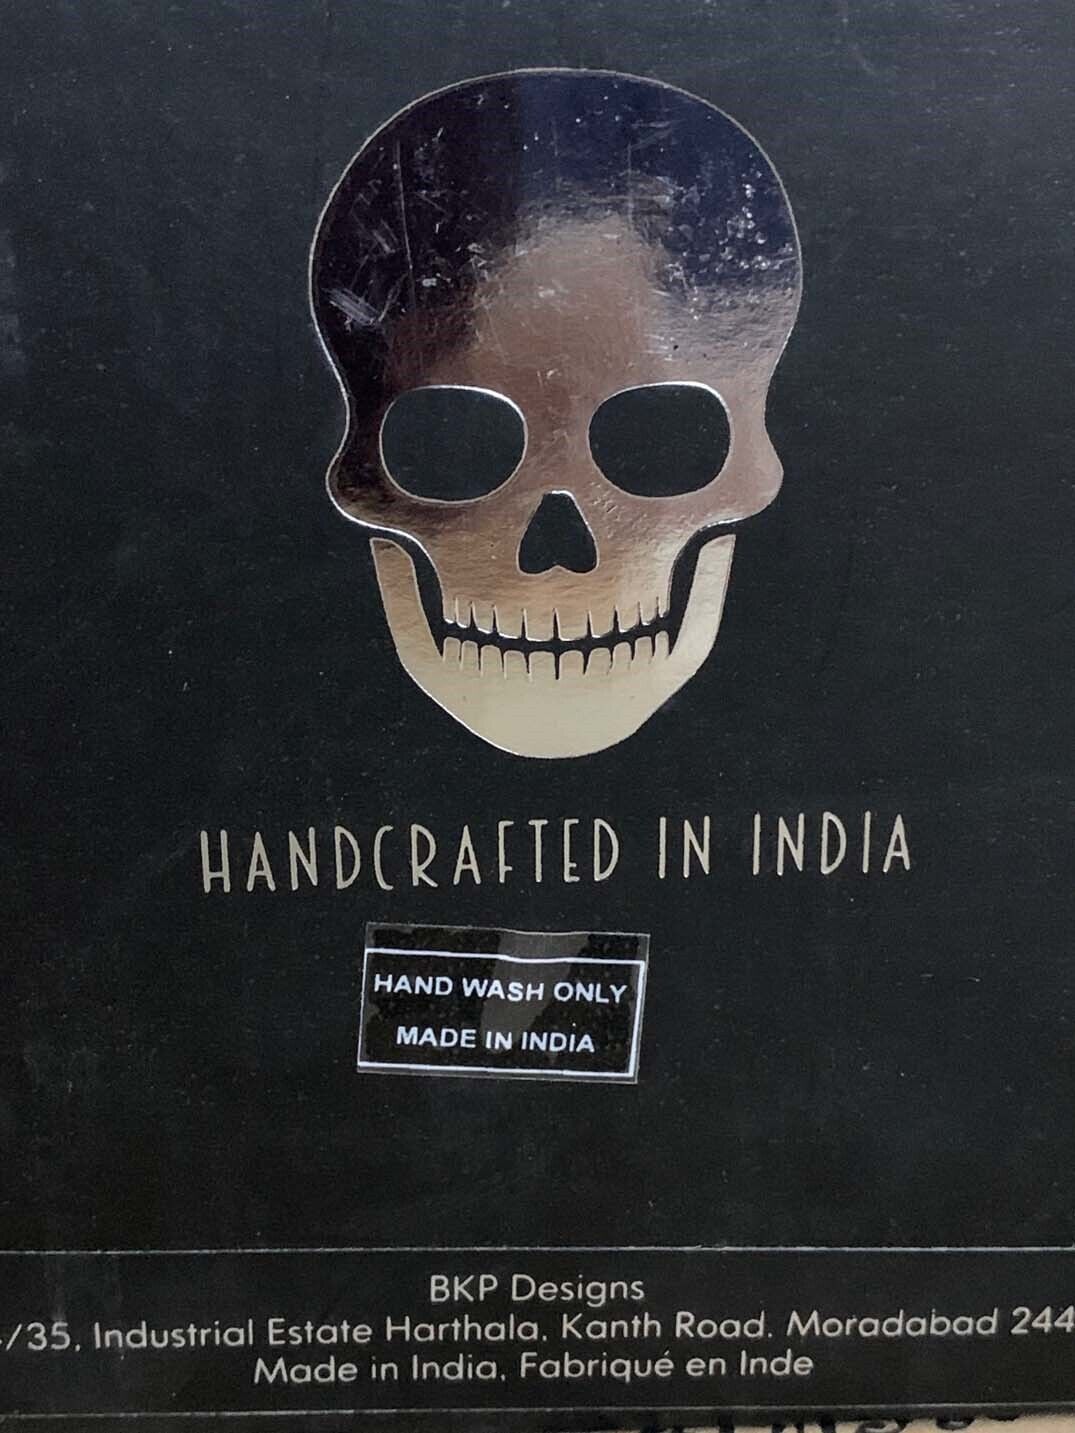 HANDCRAFTED IN INDIA
HAND WASH ONLY
MADE IN INDIA
BKP Designs
/35, Industrial Estate Harthala, Kanth Road. Moradabad 244
Made in India, Fabriqué en Inde